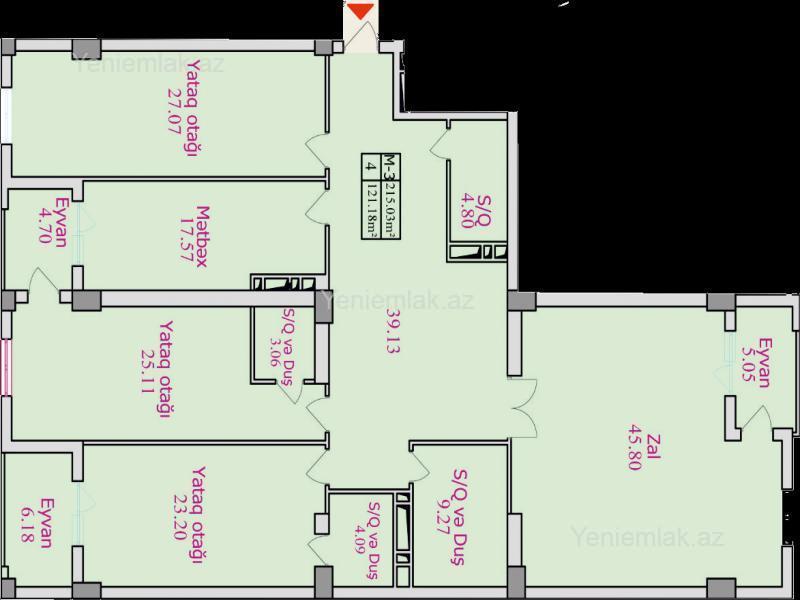 Yeniemlak.az
Yataq otağı
27.07
M-3 215.03m²
4 121.18m²
S/Q
4.80
Eyvan
4.70
Mətbəx
17.57
Yeniemlak.az
39.13
Yataq otağı
25.11
S/Q və Duş
3.06
Eyvan
5.05
Zal
45.80
Eyvan
6.18
Yataq otağı
23.20
S/Q və Duş
4.09
S/Q və Duş
9.27
Yeniemlak.az